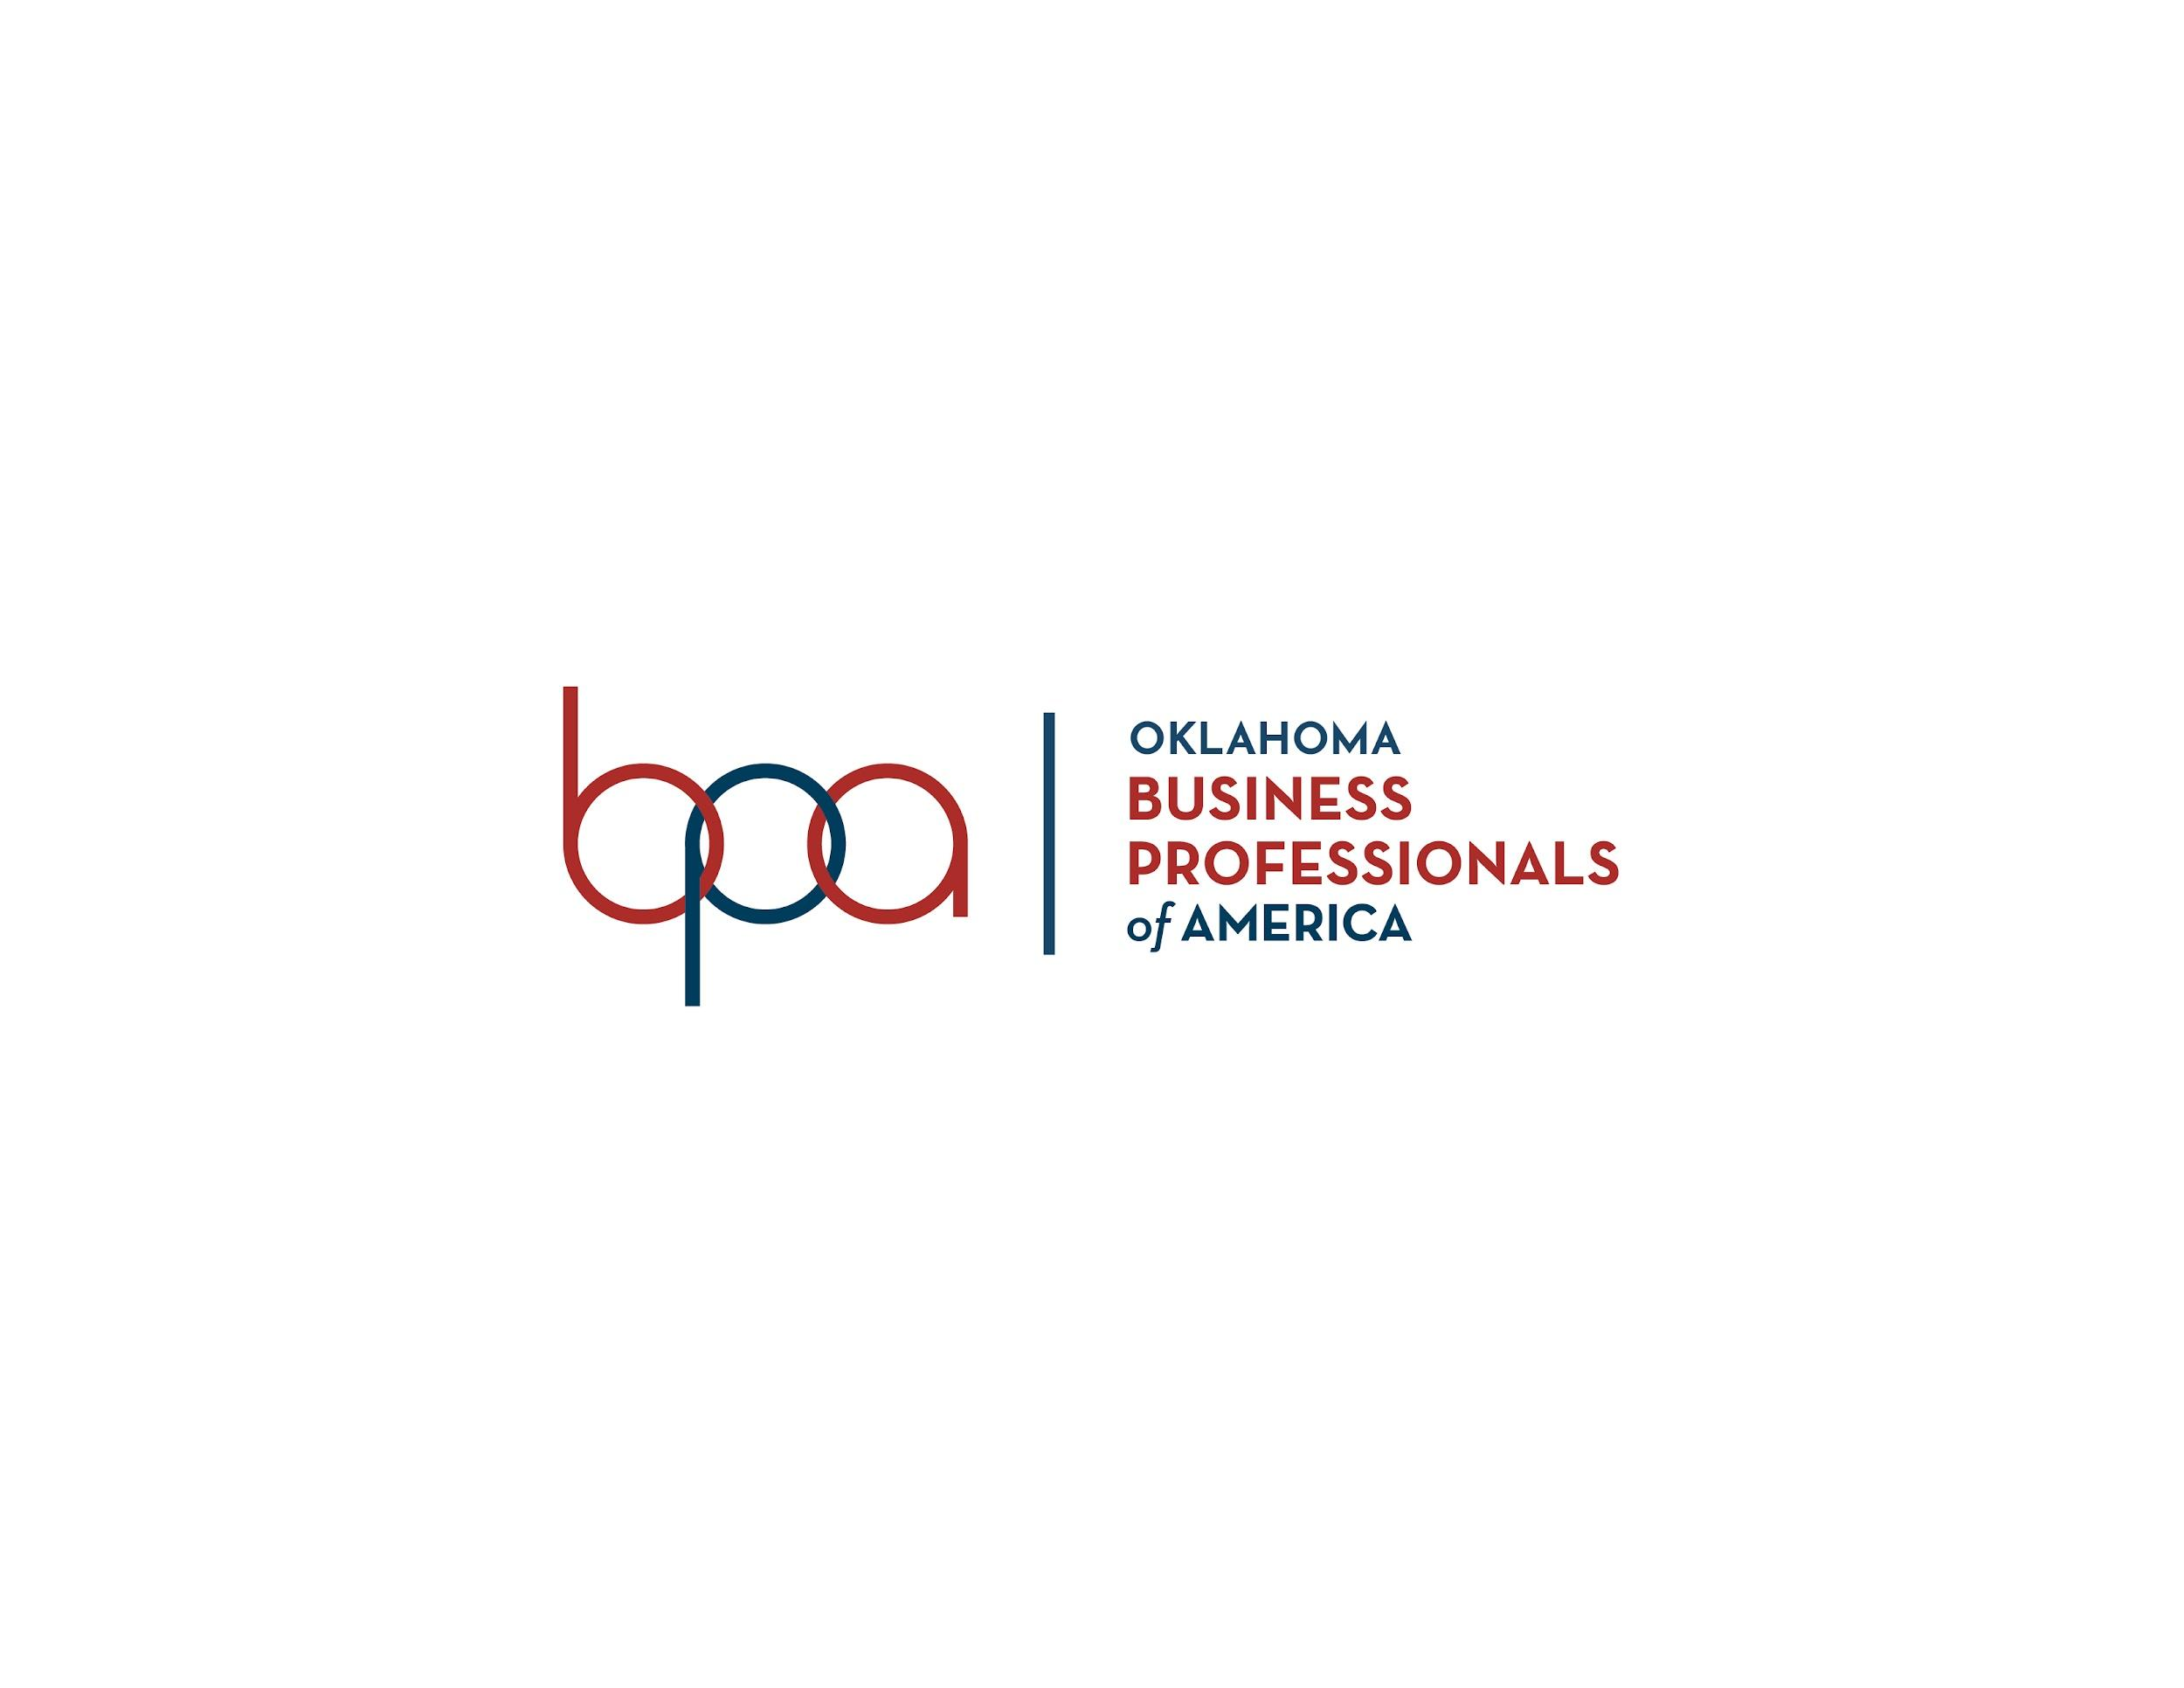 bpa
OKLAHOMA
BUSINESS
PROFESSIONALS
of AMERICA